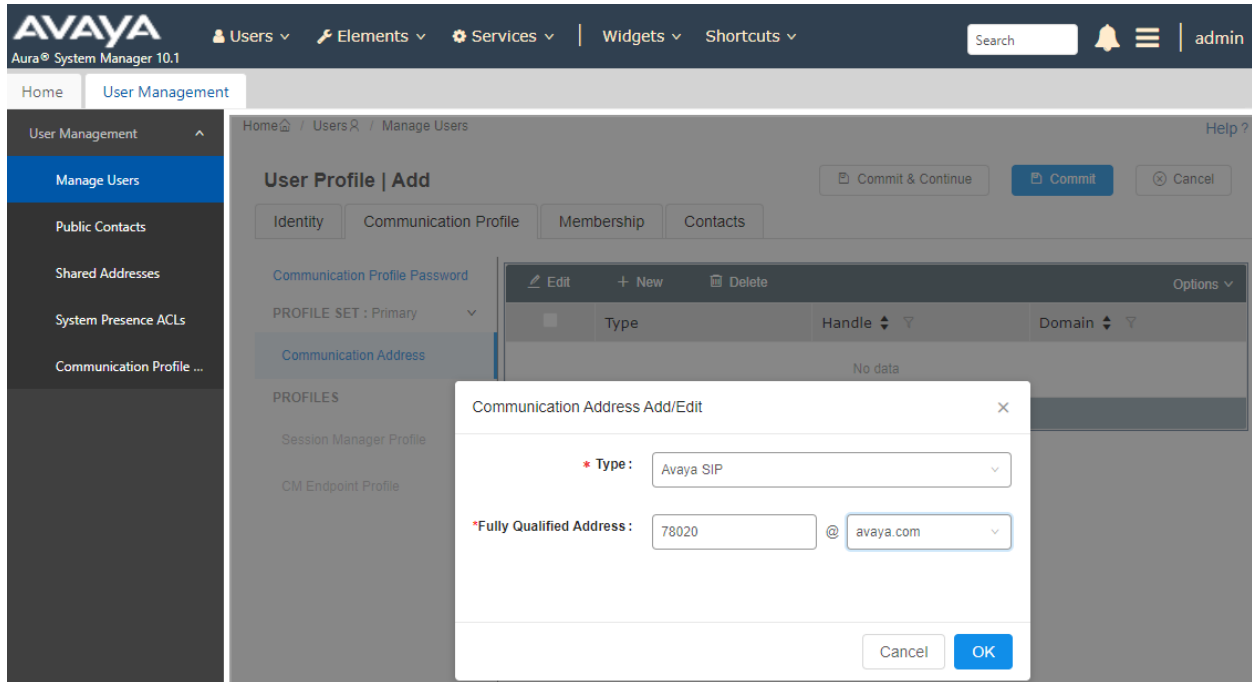 AVAYA
Aura® System Manager 10.1
Users Elements Services | Widgets Shortcuts Search admin
Home User Management
User Management
Manage Users
Public Contacts
Shared Addresses
System Presence ACLs
Communication Profile ...
Home / Users / Manage Users Help ?
User Profile | Add Commit & Continue Commit Cancel
Identity Communication Profile Membership Contacts
Communication Profile Password
PROFILE SET : Primary
Communication Address
PROFILES
Session Manager Profile
CM Endpoint Profile
Edit + New Delete Options
Type Handle Domain
No data
Communication Address Add/Edit ×
* Type : Avaya SIP
*Fully Qualified Address : 78020 @ avaya.com
Cancel OK